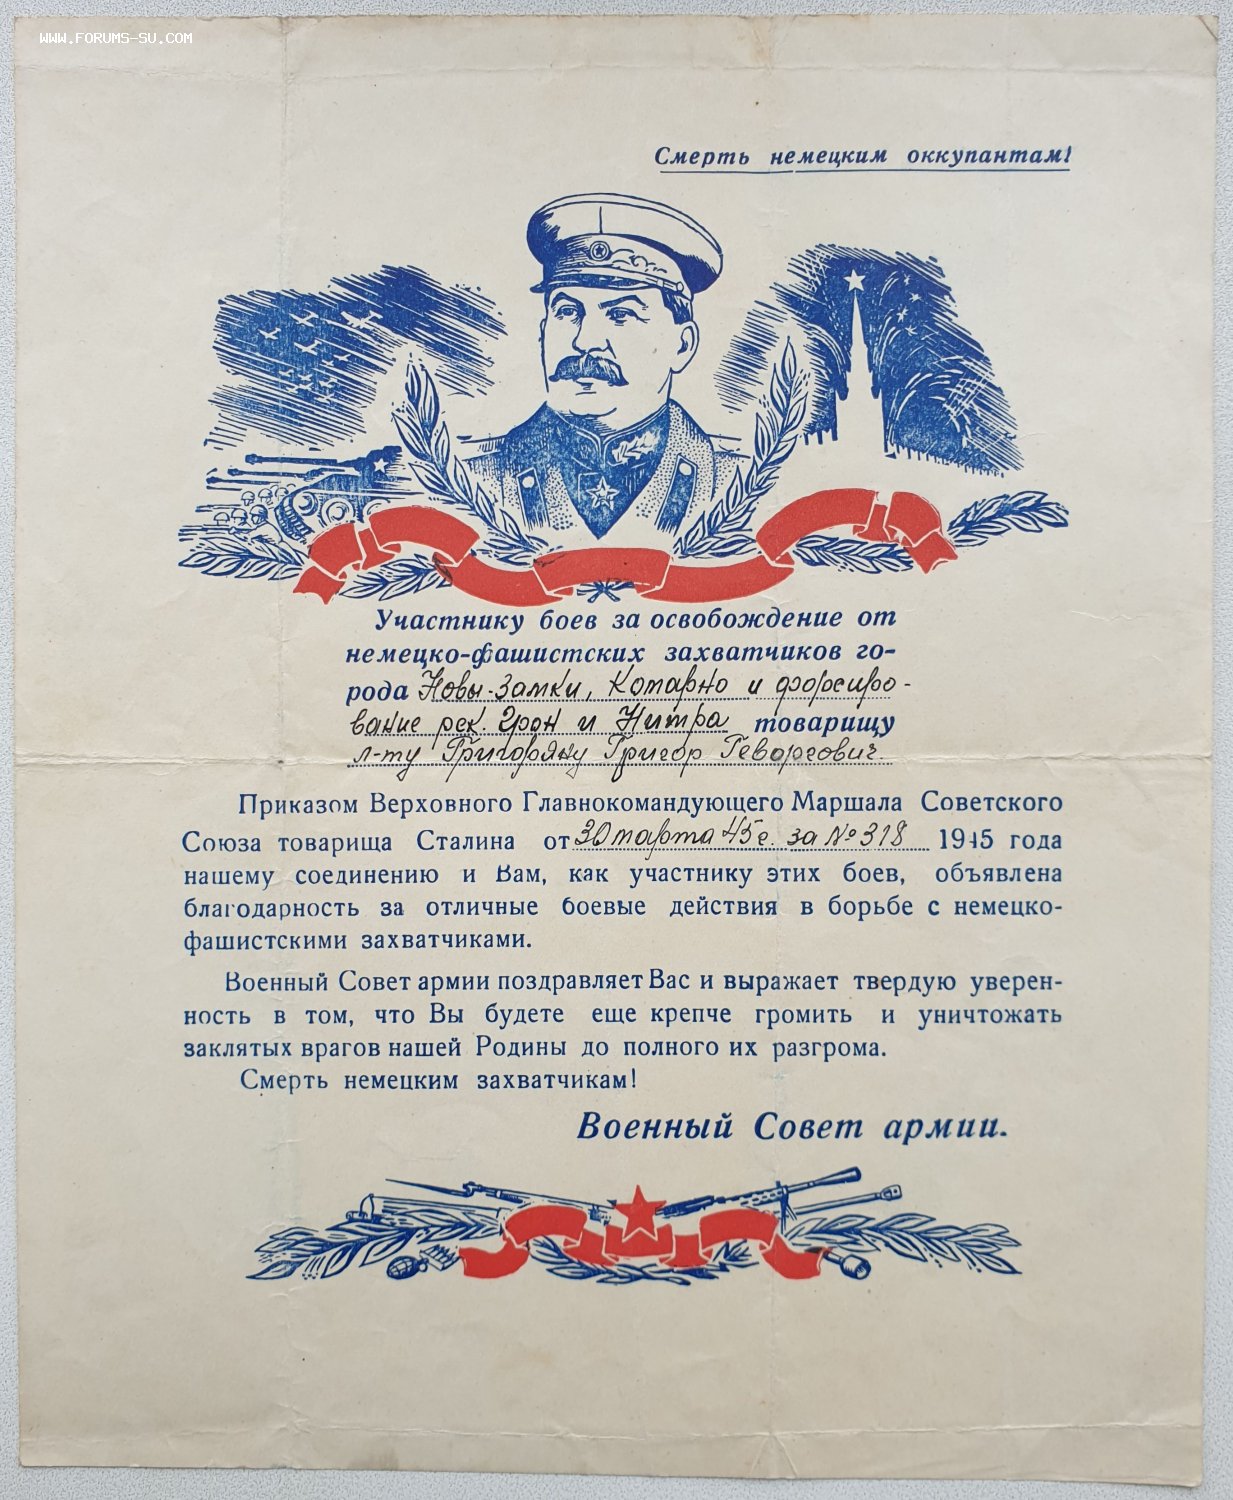 WWW.FORUMS-SU.COM
Смерть немецким оккупантам!
Участнику боев за освобождение от
немецко-фашистских захватчиков го-
рода Новы-Замки, Комарно и форсиро-
вание рек. Грон и Нитра товарищу
л-ту Григоряну Григор Геворгович.
Приказом Верховного Главнокомандующего Маршала Советского
Союза товарища Сталина от 30 марта 45 г. за № 318 1945 года
нашему соединению и Вам, как участнику этих боев, объявлена
благодарность за отличные боевые действия в борьбе с немецко-
фашистскими захватчиками.
Военный Совет армии поздравляет Вас и выражает твердую уверен-
ность в том, что Вы будете еще крепче громить и уничтожать
заклятых врагов нашей Родины до полного их разгрома.
Смерть немецким захватчикам!
Военный Совет армии.